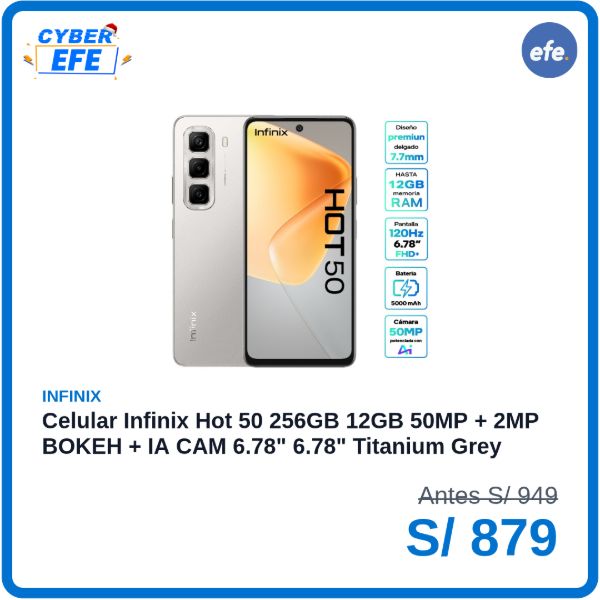 CYBER
EFE
efe.
Infinix
HOT 50
Infinix
Diseño
premiun
delgado
7.7mm
HASTA
12GB
memoria
RAM
Pantalla
120Hz
6.78"
FHD+
Batería
5000 mAh
Cámara
50MP
potenciada con
Ai
INFINIX
Celular Infinix Hot 50 256GB 12GB 50MP + 2MP
BOKEH + IA CAM 6.78" 6.78" Titanium Grey
Antes S/ 949
S/ 879